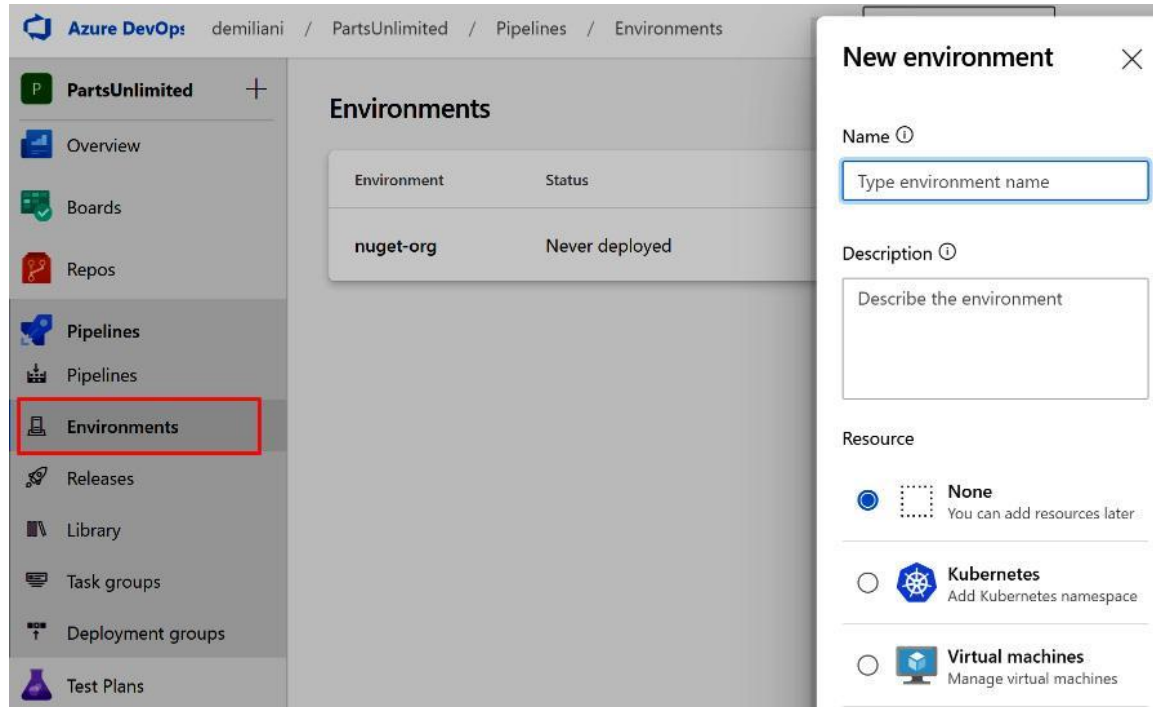 Azure DevOps demiliani / PartsUnlimited / Pipelines / Environments
P PartsUnlimited
Overview
Boards
Repos
Pipelines
Pipelines
Environments
Releases
Library
Task groups
Deployment groups
Test Plans
Environments
Environment Status
nuget-org Never deployed
New environment
Name
Type environment name
Description
Describe the environment
Resource
None
You can add resources later
Kubernetes
Add Kubernetes namespace
Virtual machines
Manage virtual machines